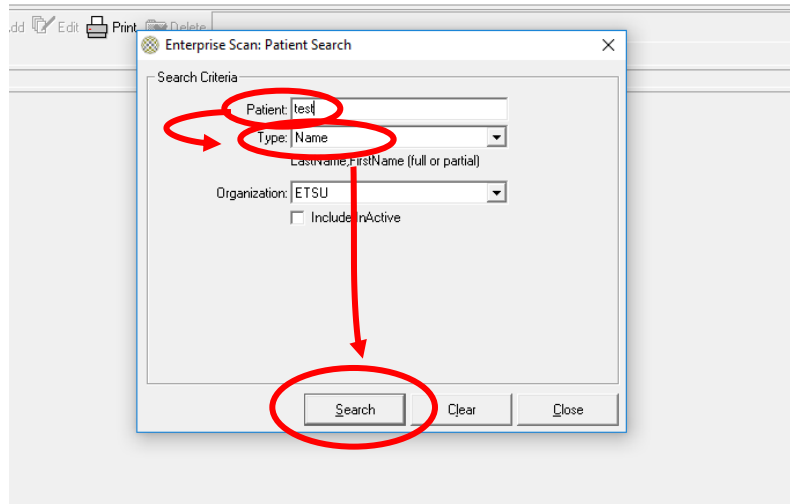 dd Edit Print Delete
Enterprise Scan: Patient Search
Search Criteria
Patient: test
Type: Name
LastName,FirstName (full or partial)
Organization: ETSU
Include InActive
Search Clear Close